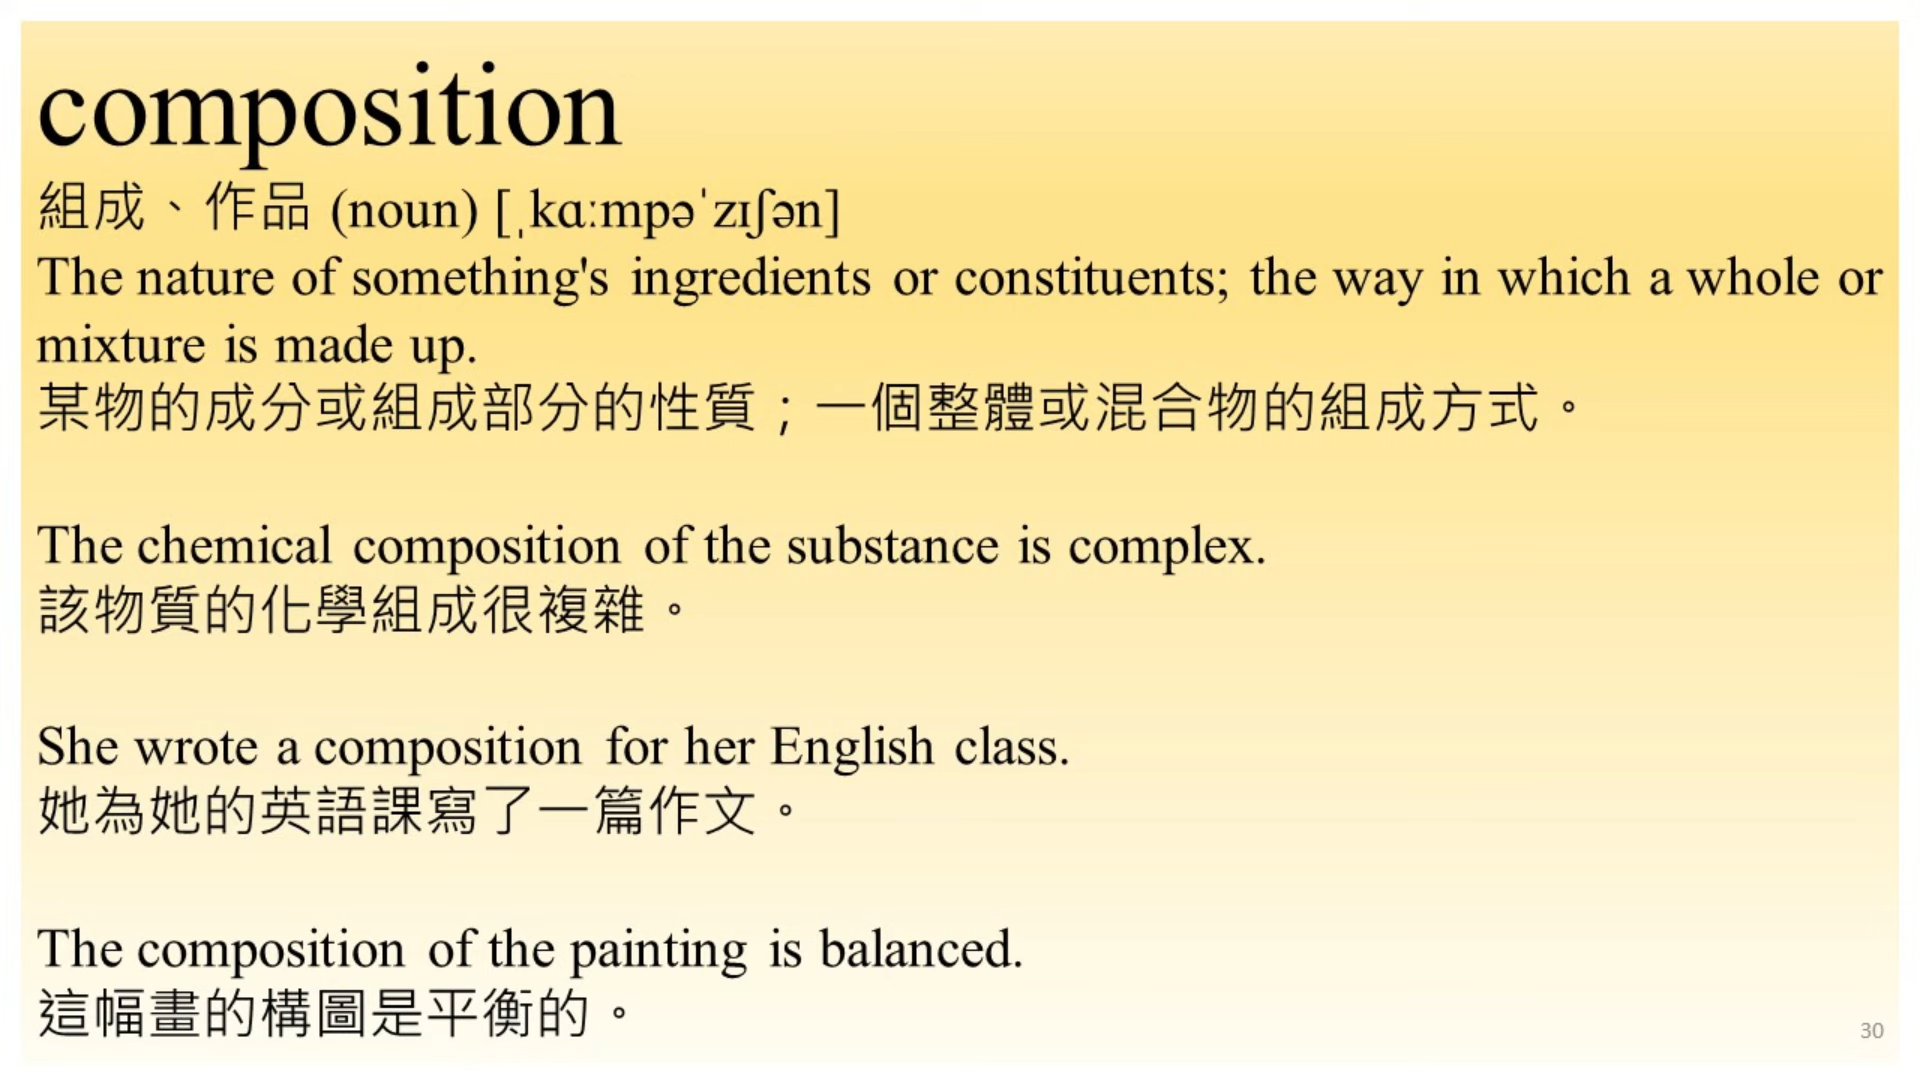 composition
組成、作品 (noun) [ˌkɑːmpəˈzɪʃən]
The nature of something's ingredients or constituents; the way in which a whole or
mixture is made up.
某物的成分或組成部分的性質；一個整體或混合物的組成方式。
The chemical composition of the substance is complex.
該物質的化學組成很複雜。
She wrote a composition for her English class.
她為她的英語課寫了一篇作文。
The composition of the painting is balanced.
這幅畫的構圖是平衡的。
30